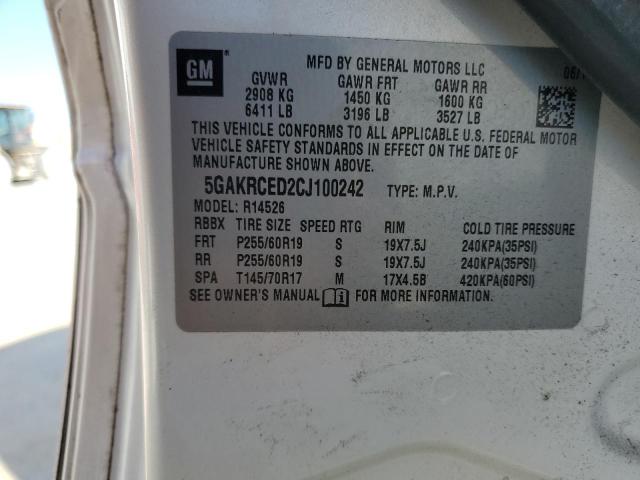 GM
MFD BY GENERAL MOTORS LLC
GVWR GAWR FRT GAWR RR
2908 KG 1450 KG 1600 KG
6411 LB 3196 LB 3527 LB
THIS VEHICLE CONFORMS TO ALL APPLICABLE U.S. FEDERAL MOTOR
VEHICLE SAFETY STANDARDS IN EFFECT ON THE DATE OF
MANUFACTURE SHOWN ABOVE.
5GAKRCED2CJ100242 TYPE: M.P.V.
MODEL: R14526
RBBX TIRE SIZE SPEED RTG RIM COLD TIRE PRESSURE
FRT P255/60R19 S 19X7.5J 240KPA(35PSI)
RR P255/60R19 S 19X7.5J 240KPA(35PSI)
SPA T145/70R17 M 17X4.5B 420KPA(60PSI)
SEE OWNER'S MANUAL FOR MORE INFORMATION.